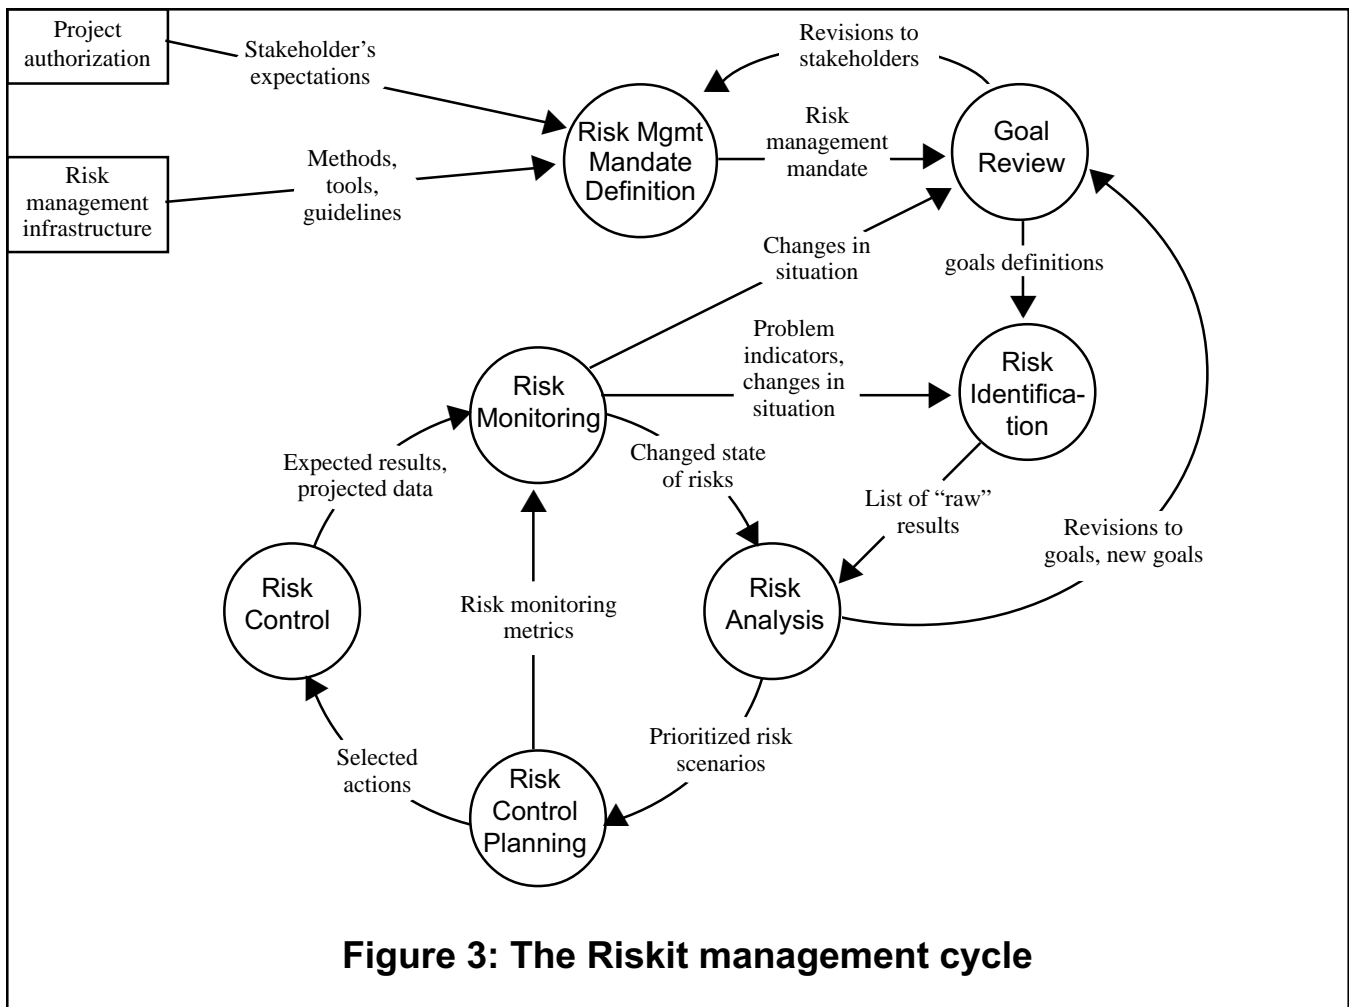 Project
authorization
Stakeholder’s
expectations
Revisions to
stakeholders
Risk Mgmt
Mandate
Definition
Risk
management
mandate
Goal
Review
Risk
management
infrastructure
Methods,
tools,
guidelines
Changes in
situation
goals definitions
Problem
indicators,
changes in
situation
Risk
Identifica-
tion
Risk
Monitoring
Expected results,
projected data
Changed state
of risks
List of “raw”
results
Revisions to
goals, new goals
Risk
Control
Risk monitoring
metrics
Risk
Analysis
Selected
actions
Prioritized risk
scenarios
Risk
Control
Planning
Figure 3: The Riskit management cycle